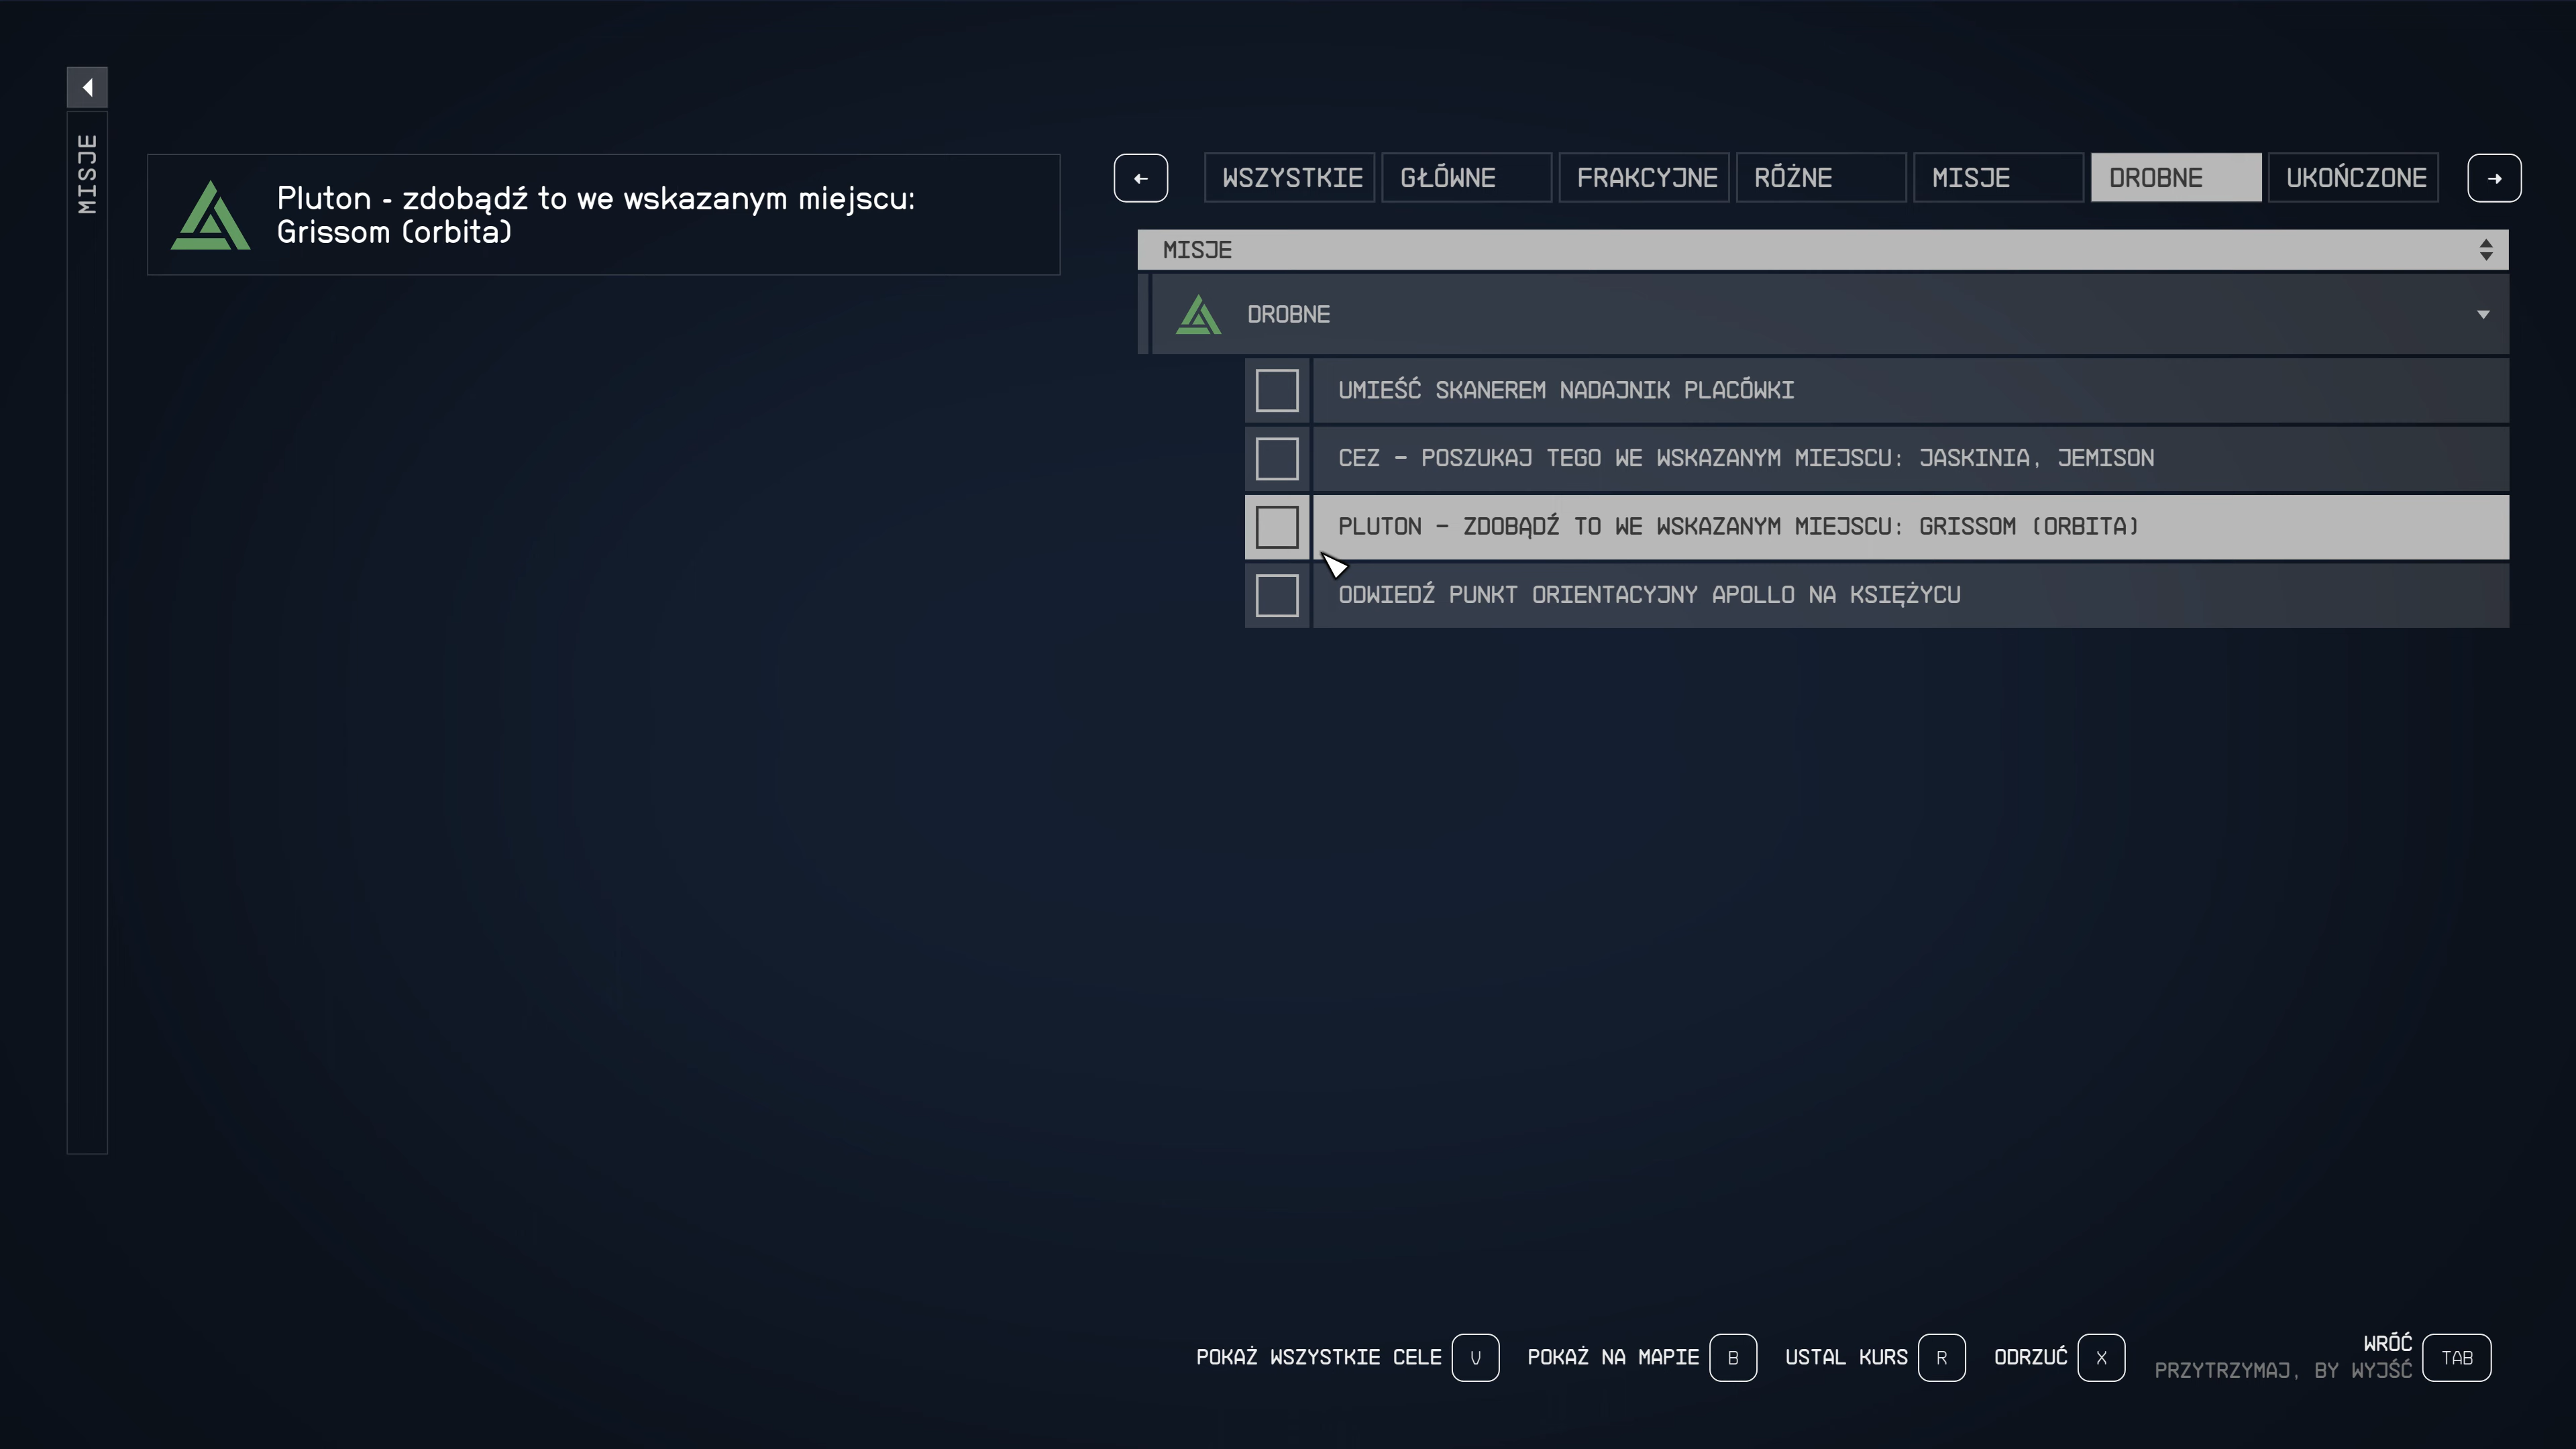 MISJE
Pluton - zdobądź to we wskazanym miejscu:
Grissom (orbita)
WSZYSTKIE
GŁÓWNE
FRAKCYJNE
RÓŻNE
MISJE
DROBNE
UKOŃCZONE
MISJE
DROBNE
UMIEŚĆ SKANEREM NADAJNIK PLACÓWKI
CEZ - POSZUKAJ TEGO WE WSKAZANYM MIEJSCU: JASKINIA, JEMISON
PLUTON - ZDOBĄDŹ TO WE WSKAZANYM MIEJSCU: GRISSOM (ORBITA)
ODWIEDŹ PUNKT ORIENTACYJNY APOLLO NA KSIĘŻYCU
POKAŻ WSZYSTKIE CELE V
POKAŻ NA MAPIE B
USTAL KURS R
ODRZUĆ X
WRÓĆ
PRZYTRZYMAJ, BY WYJŚĆ
TAB